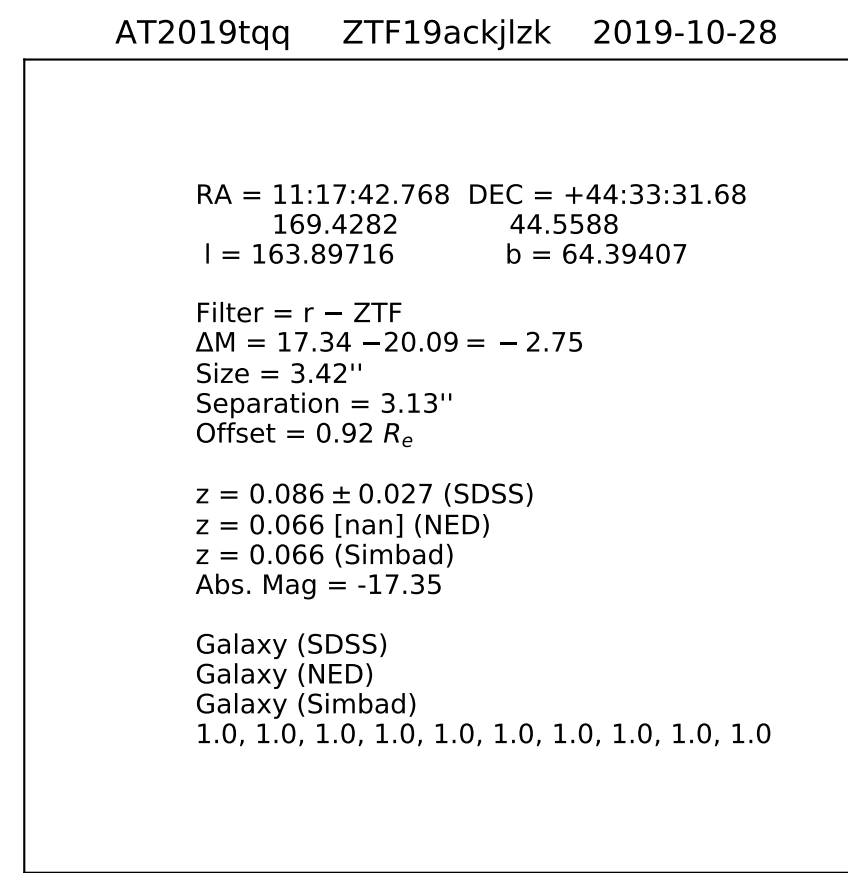 AT2019tqq ZTF19ackjlzk 2019-10-28
RA = 11:17:42.768 DEC = +44:33:31.68
169.4282 44.5588
l = 163.89716 b = 64.39407
Filter = r − ZTF
ΔM = 17.34 −20.09 = − 2.75
Size = 3.42''
Separation = 3.13''
Offset = 0.92 Re
z = 0.086 ± 0.027 (SDSS)
z = 0.066 [nan] (NED)
z = 0.066 (Simbad)
Abs. Mag = -17.35
Galaxy (SDSS)
Galaxy (NED)
Galaxy (Simbad)
1.0, 1.0, 1.0, 1.0, 1.0, 1.0, 1.0, 1.0, 1.0, 1.0